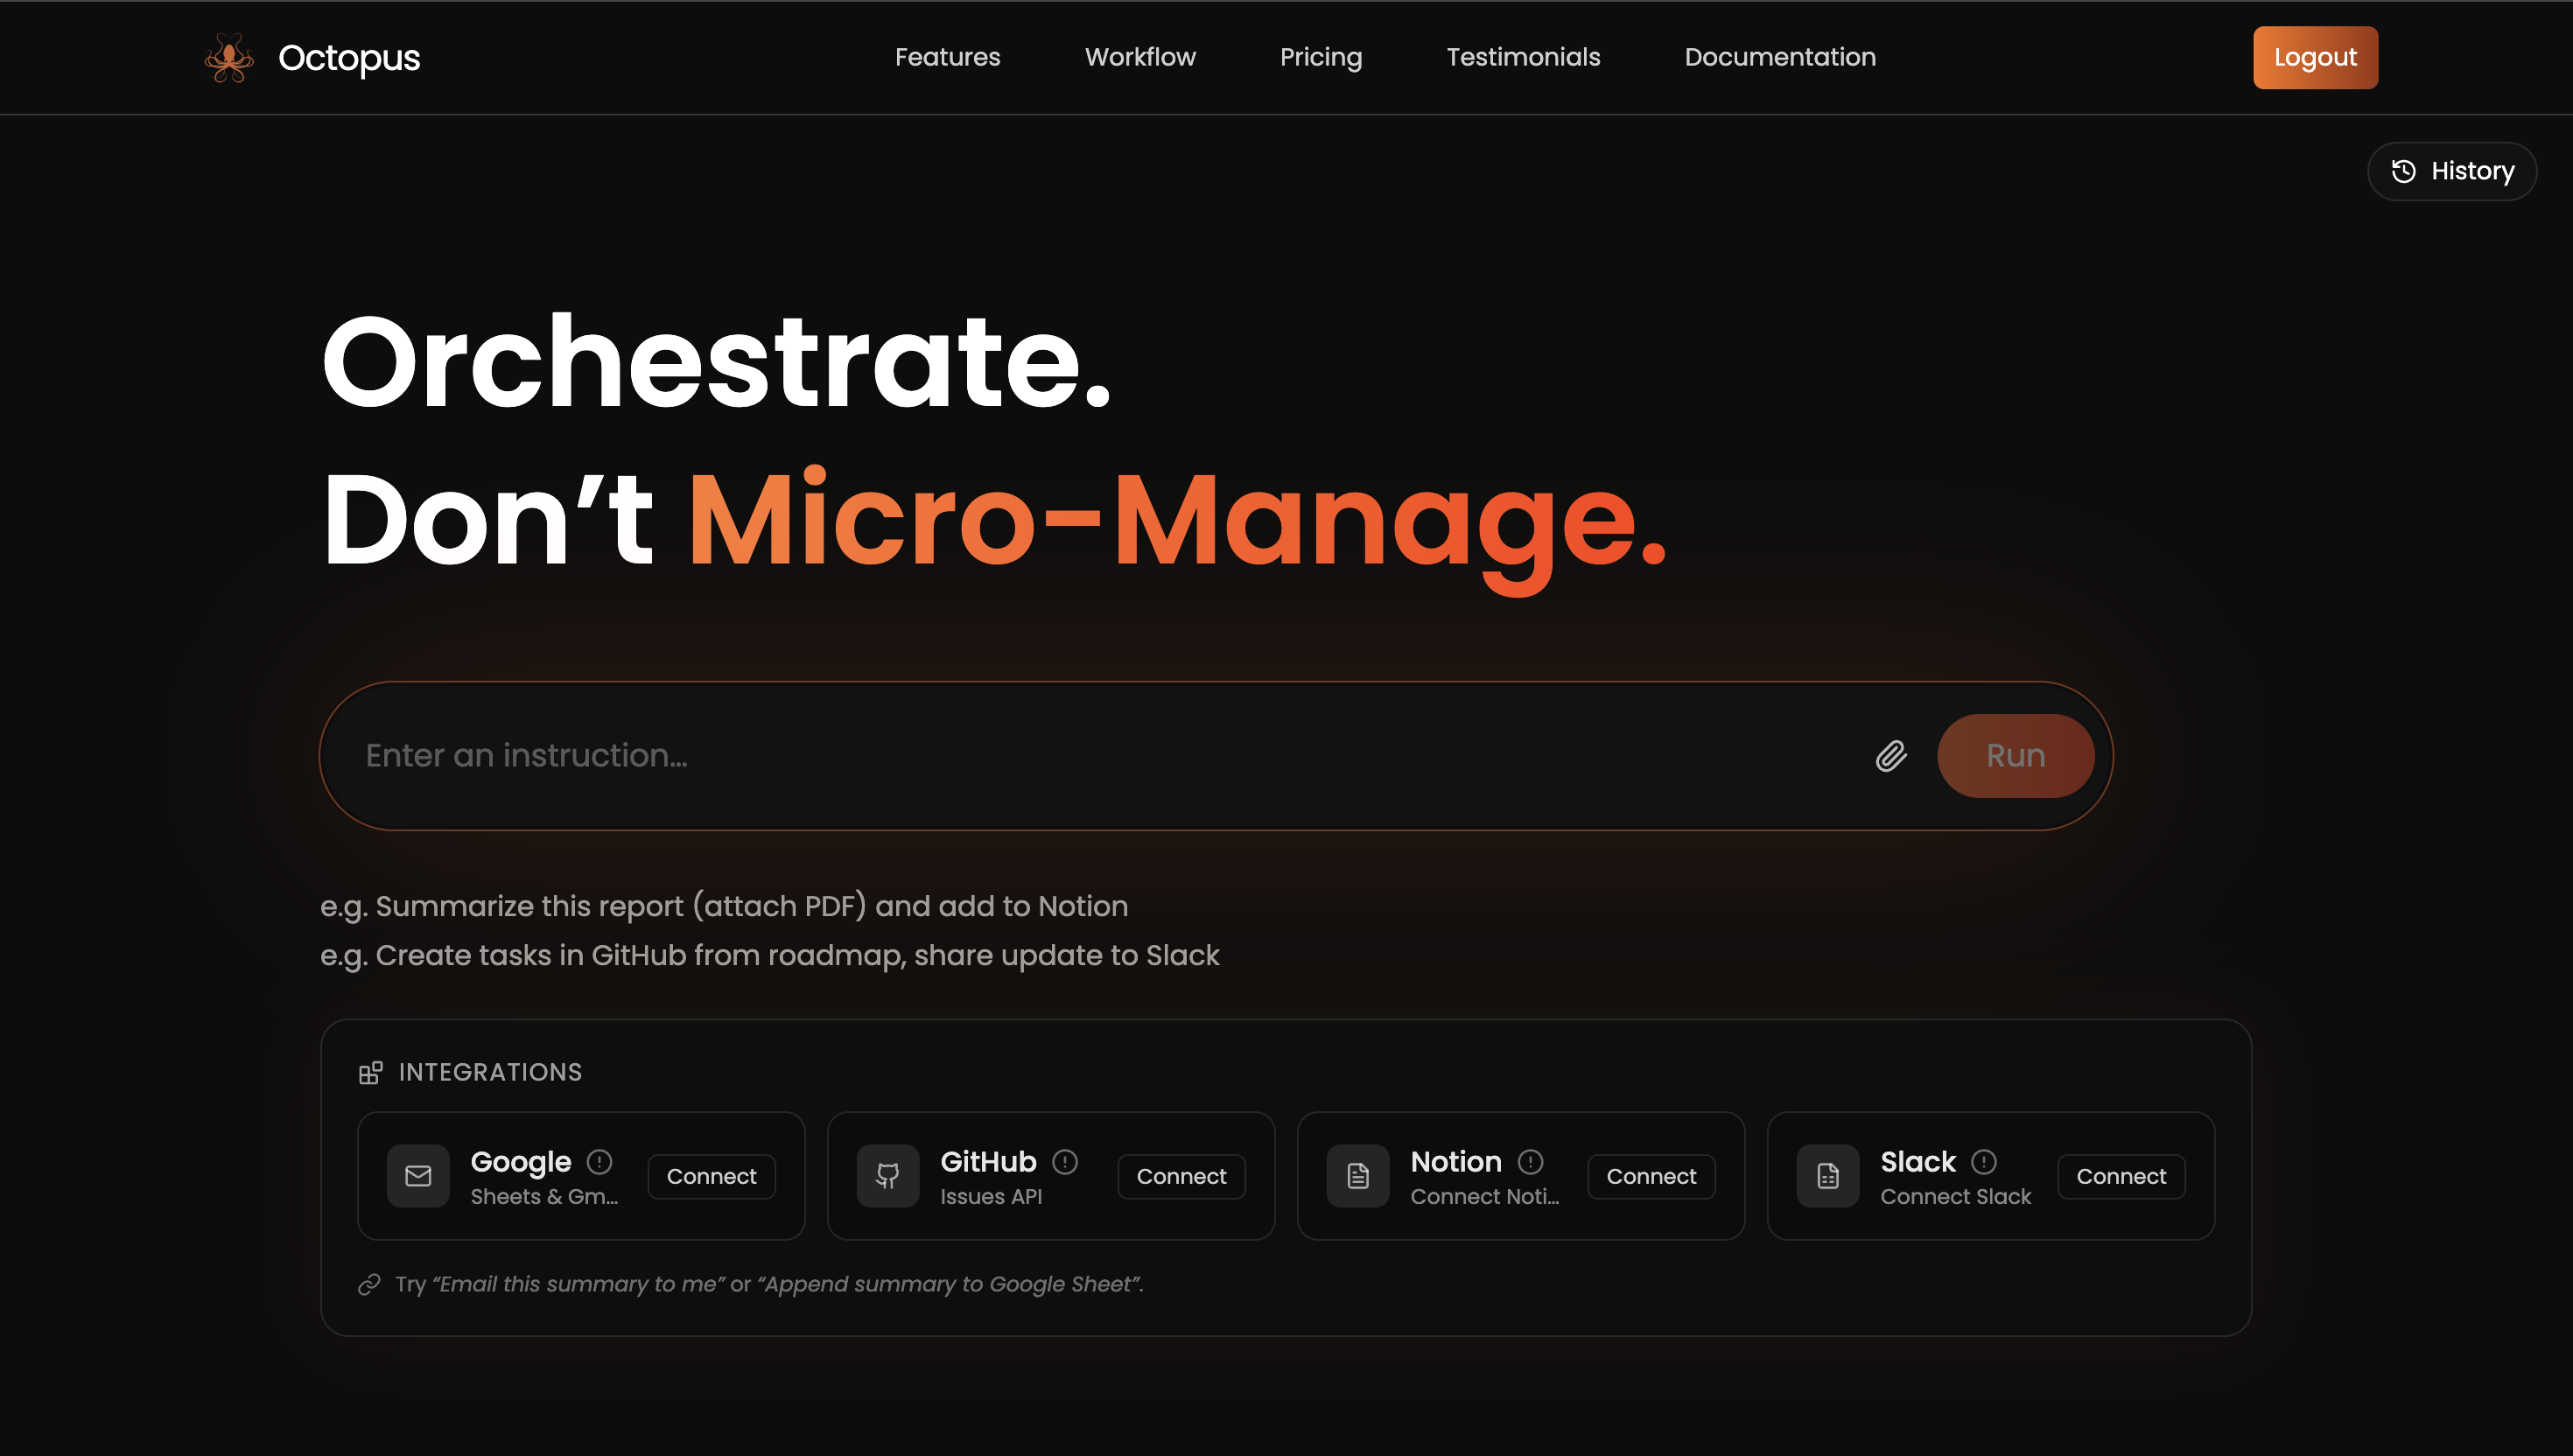 Octopus
Features
Workflow
Pricing
Testimonials
Documentation
Logout
History
Orchestrate.
Don’t Micro-Manage.
Enter an instruction...
Run
e.g. Summarize this report (attach PDF) and add to Notion
e.g. Create tasks in GitHub from roadmap, share update to Slack
INTEGRATIONS
Google
Sheets & Gm...
Connect
GitHub
Issues API
Connect
Notion
Connect Noti...
Connect
Slack
Connect Slack
Connect
Try “Email this summary to me” or “Append summary to Google Sheet”.